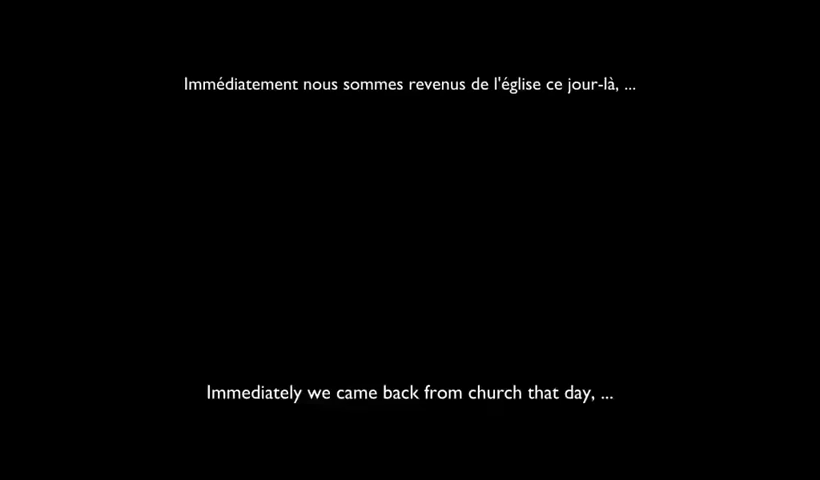 Immédiatement nous sommes revenus de l'église ce jour-là, ...
Immediately we came back from church that day, ...